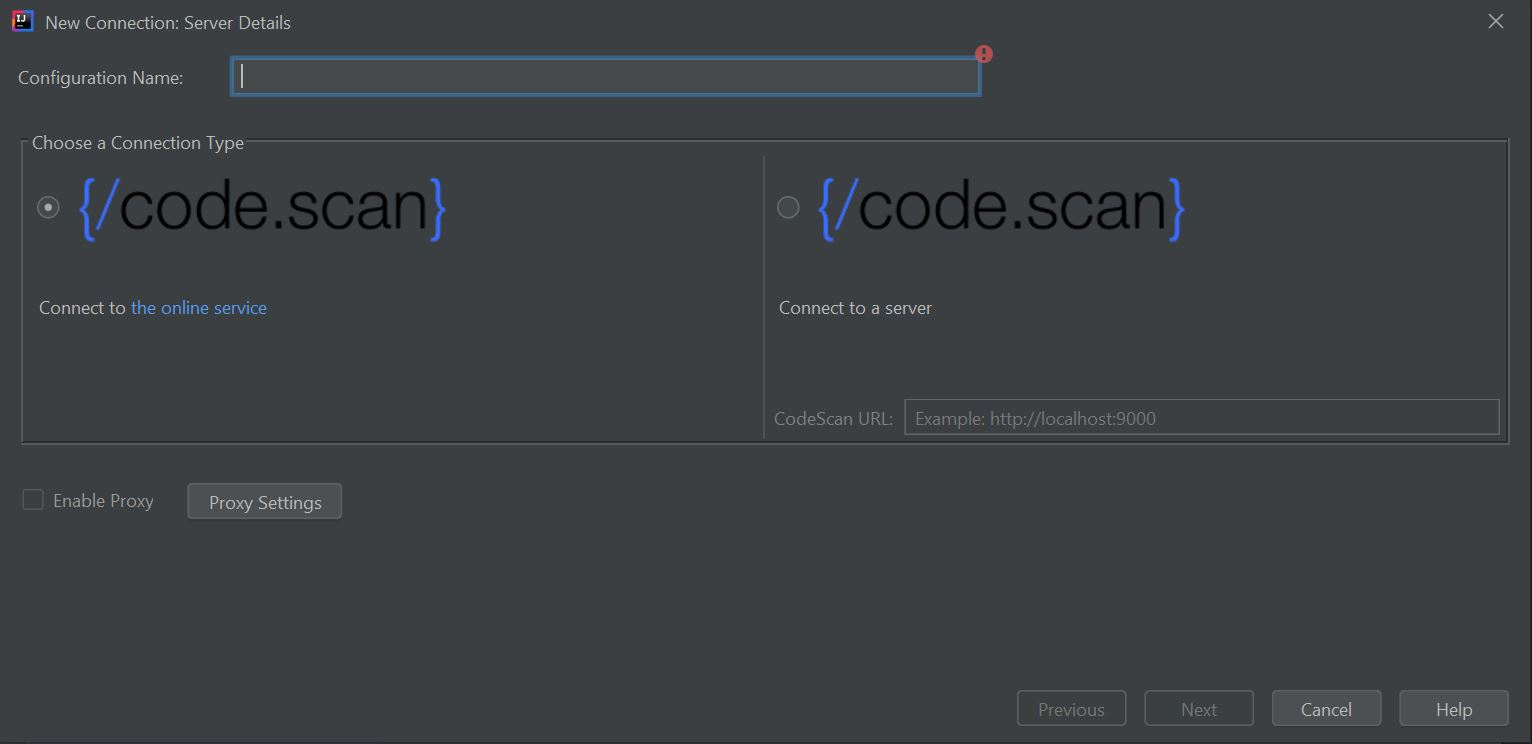 New Connection: Server Details
Configuration Name:
Choose a Connection Type
{/code.scan} {/code.scan}
Connect to the online service Connect to a server
CodeScan URL: Example: http://localhost:9000
Enable Proxy Proxy Settings
Previous Next Cancel Help